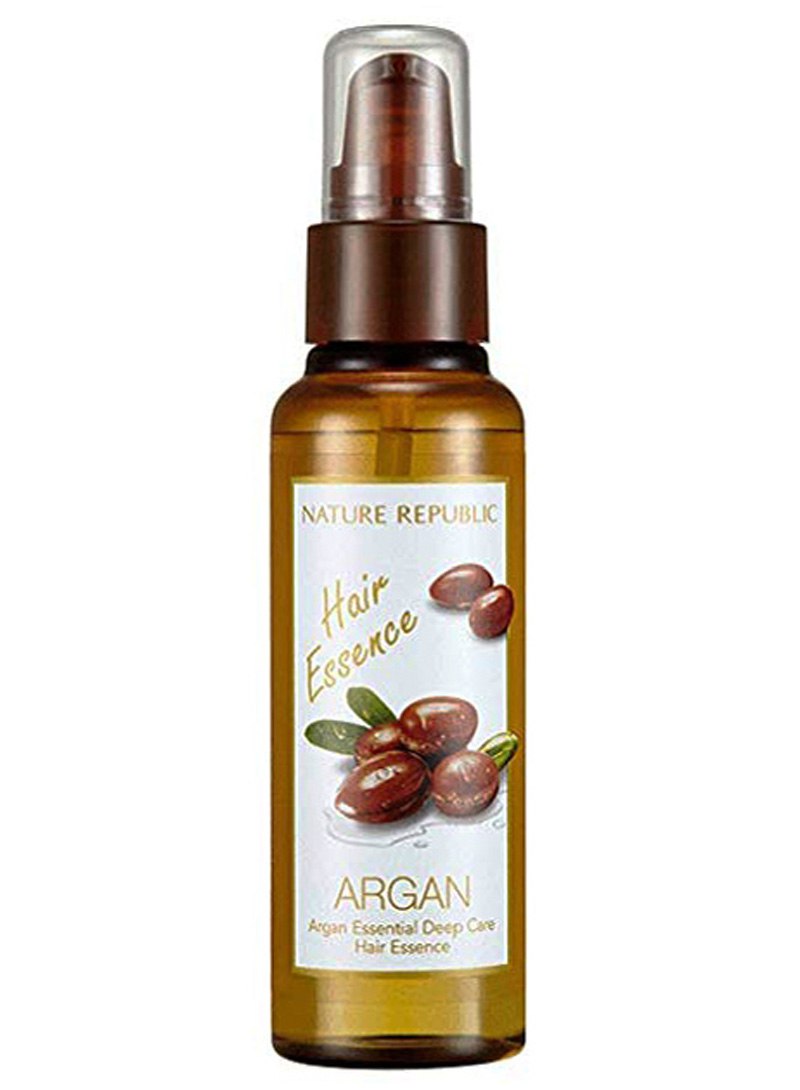 NATURE REPUBLIC
Hair
Essence
ARGAN
Argan Essential Deep Care
Hair Essence